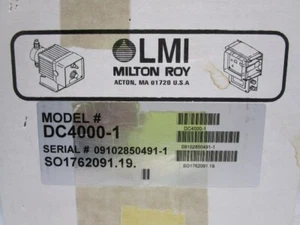 LMI
MILTON ROY
ACTON, MA 01720 U.S.A
MODEL #
DC4000-1
SERIAL # 09102850491-1
SO1762091.19.
DC4000-1
09102850491-1
SO1762091.19.